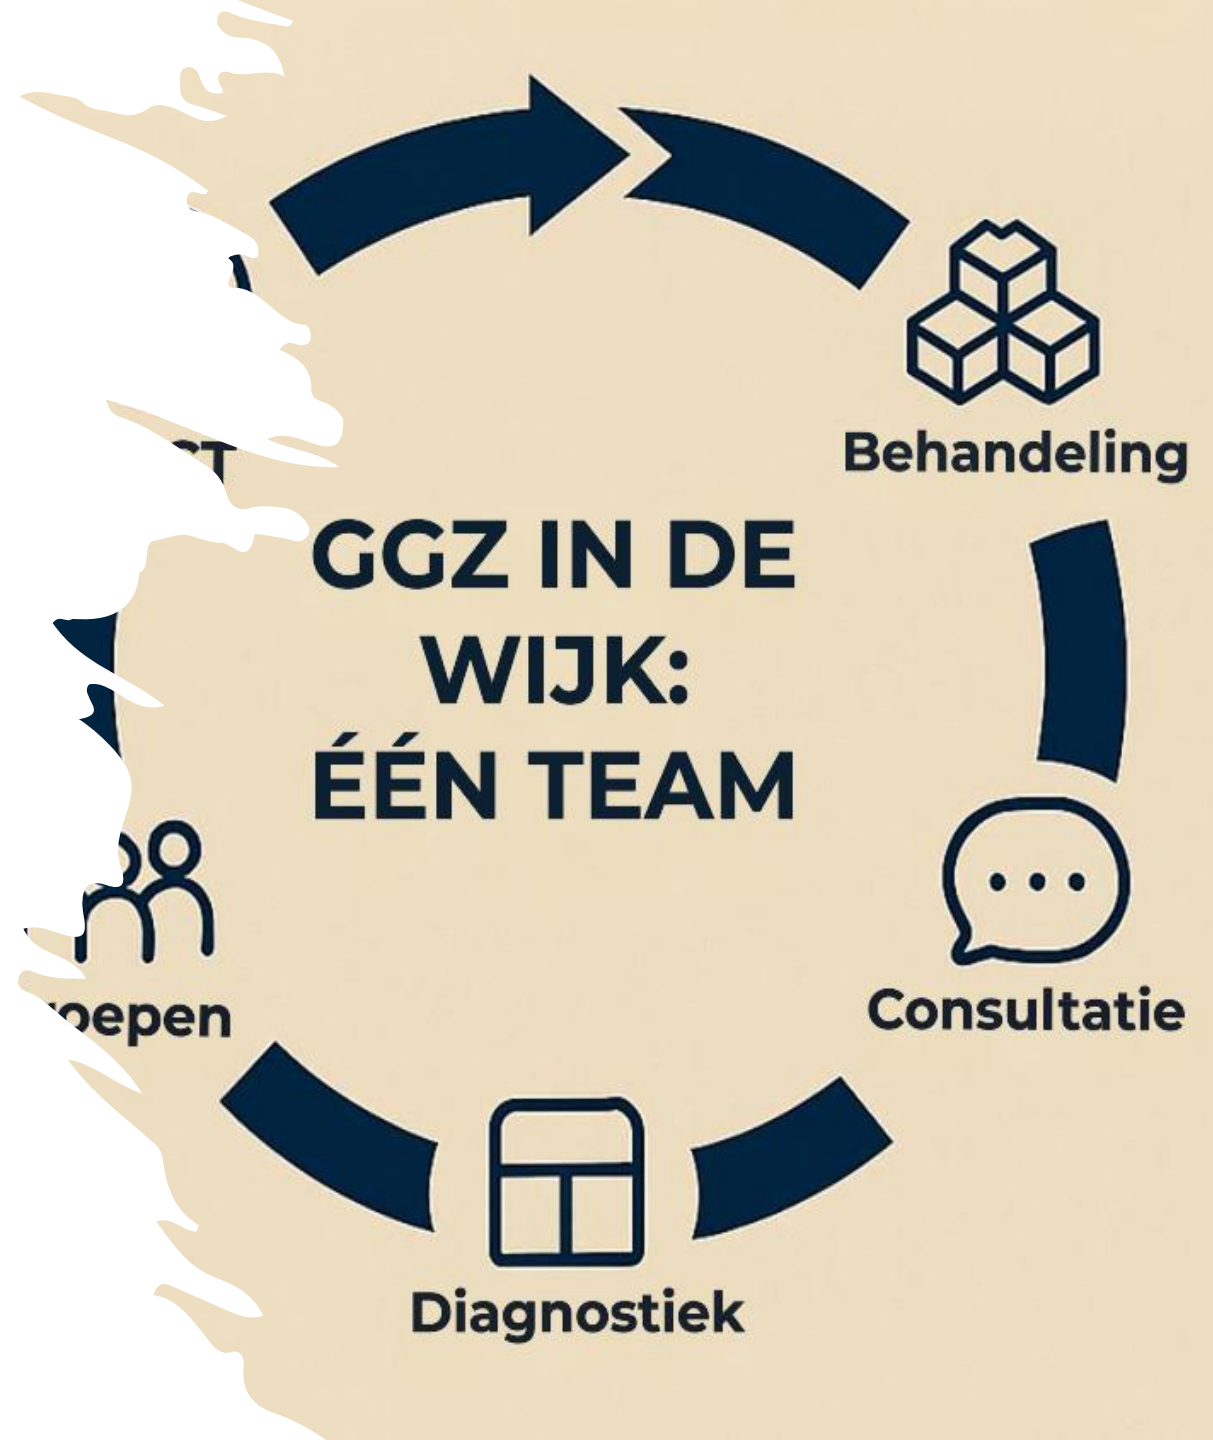 Behandeling
GGZ IN DE
WIJK:
ÉÉN TEAM
Consultatie
Diagnostiek